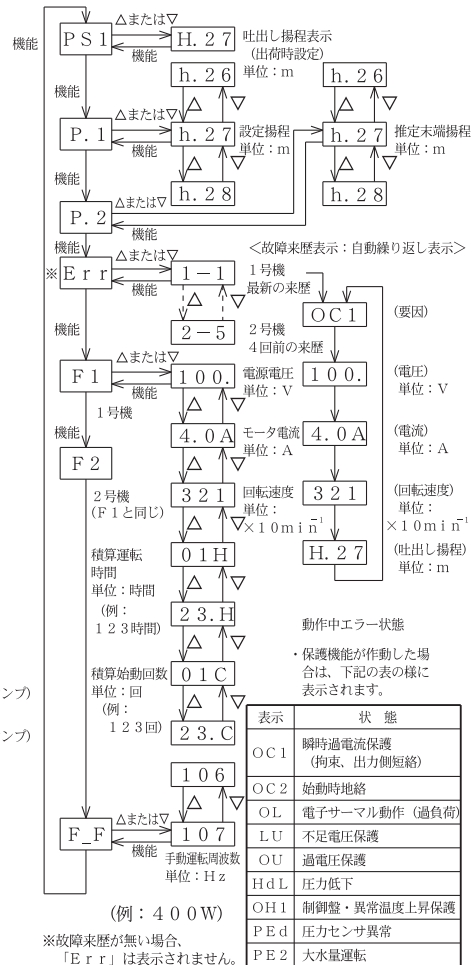 機能
PS1
△または▽
機能
H.27
吐出し揚程表示
(出荷時設定)
単位：m
機能
h.26
△
▽
P.1
△または▽
機能
h.27
設定揚程
単位：m
△
▽
h.28
h.26
△
▽
h.27
推定末端揚程
単位：m
△
▽
h.28
機能
P.2
△または▽
機能
機能
※
Err
△または▽
機能
1-1
△
▽
2-5
1号機
最新の来歴
2号機
4回前の来歴
<故障来歴表示：自動繰り返し表示>
OC1
(要因)
100.
(電圧)
単位：V
4.0A
(電流)
単位：A
321
(回転速度)
単位：
×10min⁻¹
H.27
(吐出し揚程)
単位：m
機能
F1
1号機
△または▽
機能
100.
電源電圧
単位：V
△
▽
4.0A
モータ電流
単位：A
△
▽
機能
F2
2号機
(F1と同じ)
321
回転速度
単位：
×10min⁻¹
△
▽
積算運転
時間
単位：時間
(例：
123時間)
01H
△
▽
23.H
△
▽
積算始動回数
単位：回
(例：
123回)
01C
△
▽
23.C
106
△
▽
F_F
△または▽
機能
107
手動運転周波数
単位：Hz
(例：400W)
※故障来歴が無い場合、
「Err」は表示されません。
ンプ)
ンプ)
動作中エラー状態
・保護機能が作動した場
合は、下記の表の様に
表示されます。
表示 状 態
OC1 瞬時過電流保護
(拘束、出力側短絡)
OC2 始動時地絡
OL 電子サーマル動作（過負荷）
LU 不足電圧保護
OU 過電圧保護
HdL 圧力低下
OH1 制御盤・異常温度上昇保護
PEd 圧力センサ異常
PE2 大水量運転